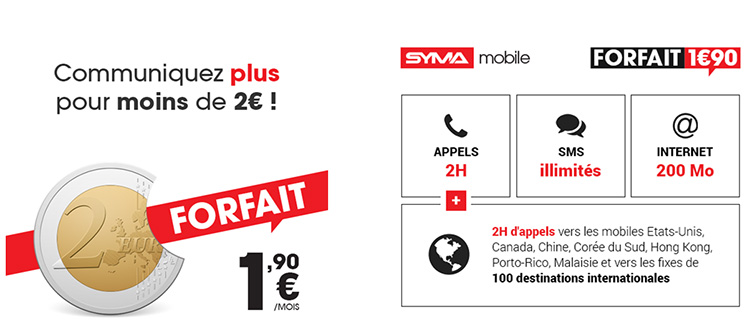 Communiquez plus
pour moins de 2€ !
2 EUR
FORFAIT
1,90 €
/MOIS
SYMA mobile
FORFAIT 1€90
APPELS
2H
SMS
illimités
@
INTERNET
200 Mo
+
2H d'appels vers les mobiles Etats-Unis,
Canada, Chine, Corée du Sud, Hong Kong,
Porto-Rico, Malaisie et vers les fixes de
100 destinations internationales